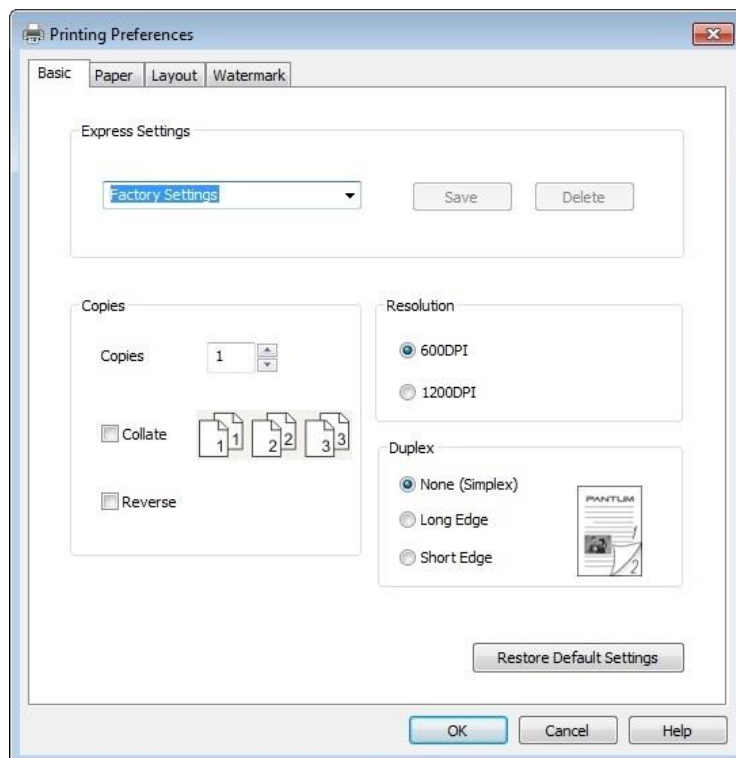 Printing Preferences
Basic Paper Layout Watermark
Express Settings
Factory Settings
Save Delete
Copies
Copies 1
Collate 1 1 2 2 3 3
Reverse
Resolution
600DPI
1200DPI
Duplex
None (Simplex)
Long Edge
Short Edge
PANTUM
1
2
Restore Default Settings
OK Cancel Help